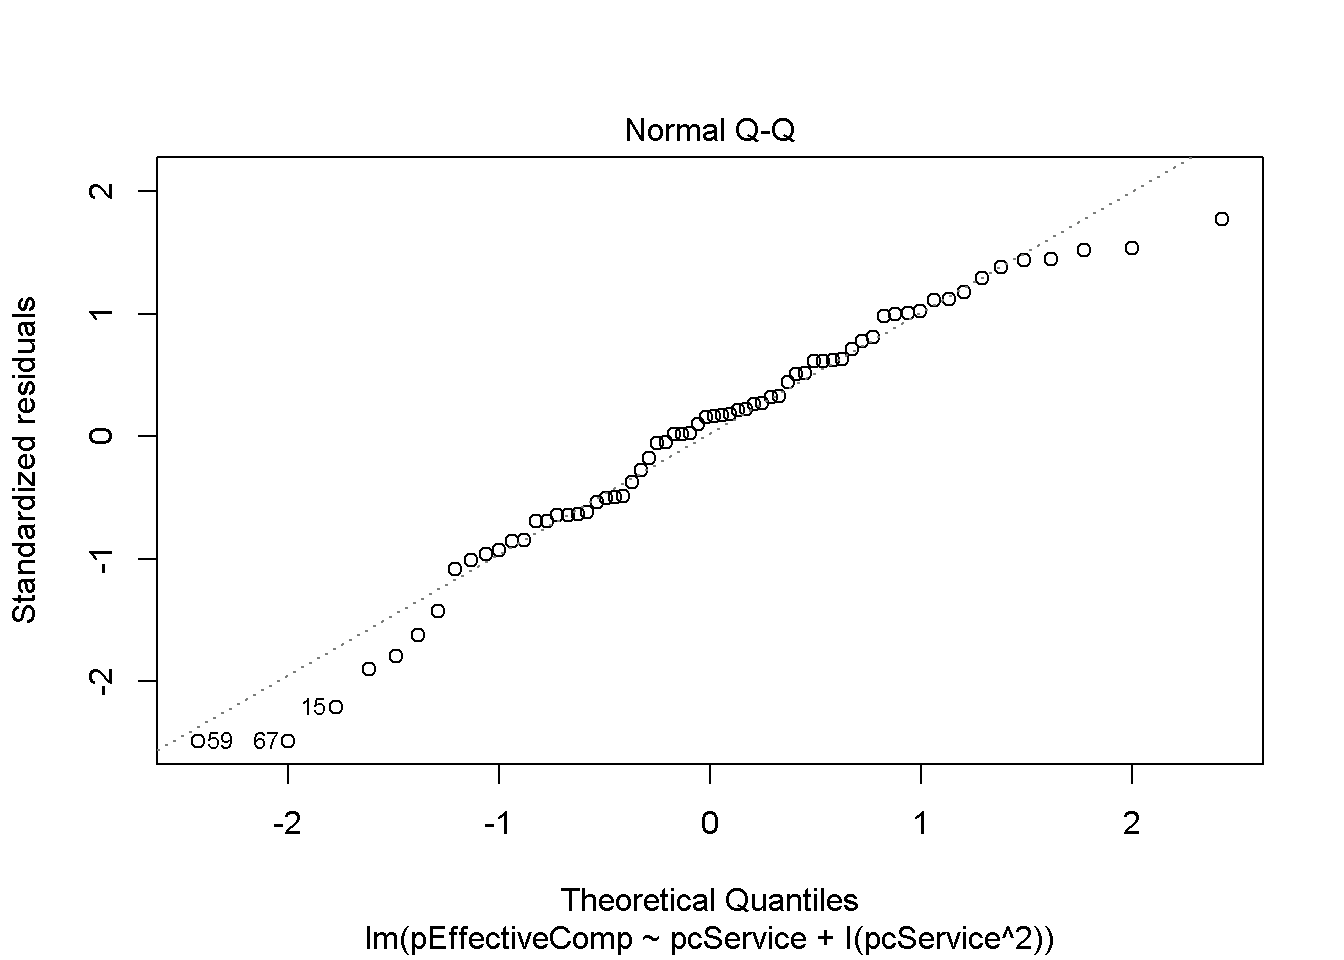 Normal Q-Q
Standardized residuals
2
1
0
-1
-2
15
59 67
-2 -1 0 1 2
Theoretical Quantiles
lm(pEffectiveComp ~ pcService + I(pcService^2))